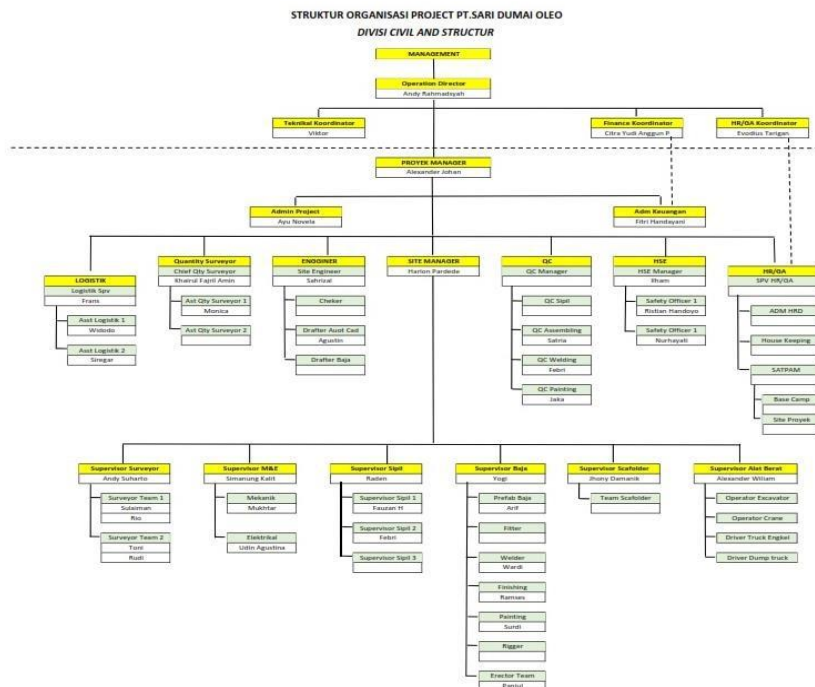 STRUKTUR ORGANISASI PROJECT PT.SARI DUMAI OLEO
DIVISI CIVIL AND STRUCTUR
MANAGEMENT
Operation Director
Andy Rahmadsyah
Teknikal Koordinator
Viktor
Finance Koordinator
Citra Yudi Anggun P
HR/GA Koordinator
Evodius Tarigan
PROYEK MANAGER
Alexander Johan
Admin Project
Ayu Novela
Adm Keuangan
Fitri Handayani
LOGISTIK
Logistik Spv
Frans
Asst Logistik 1
Widodo
Asst Logistik 2
Siregar
Quantity Surveyor
Chief Qty Surveyor
Khairul Fajril Amin
Ast Qty Surveyor 1
Monica
Ast Qty Surveyor 2
ENGGINER
Site Engineer
Safrizal
Cheker
Drafter Auot Cad
Agustin
Drafter Baja
SITE MANAGER
Harlon Pardede
QC
QC Manager
QC Sipil
QC Assembling
Satria
QC Welding
Febri
QC Painting
Jaka
HSE
HSE Manager
Ilham
Safety Officer 1
Ristian Handoyo
Safety Officer 1
Nurhayati
HR/GA
SPV HR/GA
ADM HRD
House Keeping
SATPAM
Base Camp
Site Proyek
Supervisor Surveyor
Andy Suharto
Surveyor Team 1
Sulaiman
Rio
Surveyor Team 2
Toni
Rudi
Supervisor M&E
Simanung Kalit
Mekanik
Mukhtar
Elektrikal
Udin Agustina
Supervisor Sipil
Raden
Supervisor Sipil 1
Fauzan H
Supervisor Sipil 2
Febri
Supervisor Sipil 3
Supervisor Baja
Yogi
Prefab Baja
Arif
Fitter
Welder
Wardi
Finishing
Ramses
Painting
Surdi
Rigger
Erector Team
Panjul
Supervisor Scafolder
Jhony Damanik
Team Scafolder
Supervisor Alat Berat
Alexander Wiliam
Operator Excavator
Operator Crane
Driver Truck Engkel
Driver Dump truck